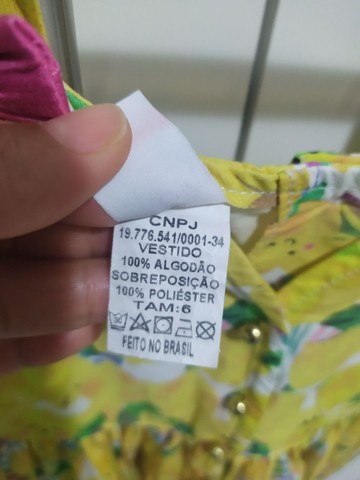 CNPJ
19.776.541/0001-34
VESTIDO
100% ALGODÃO
SOBREPOSIÇÃO
100% POLIÉSTER
TAM:6
FEITO NO BRASIL